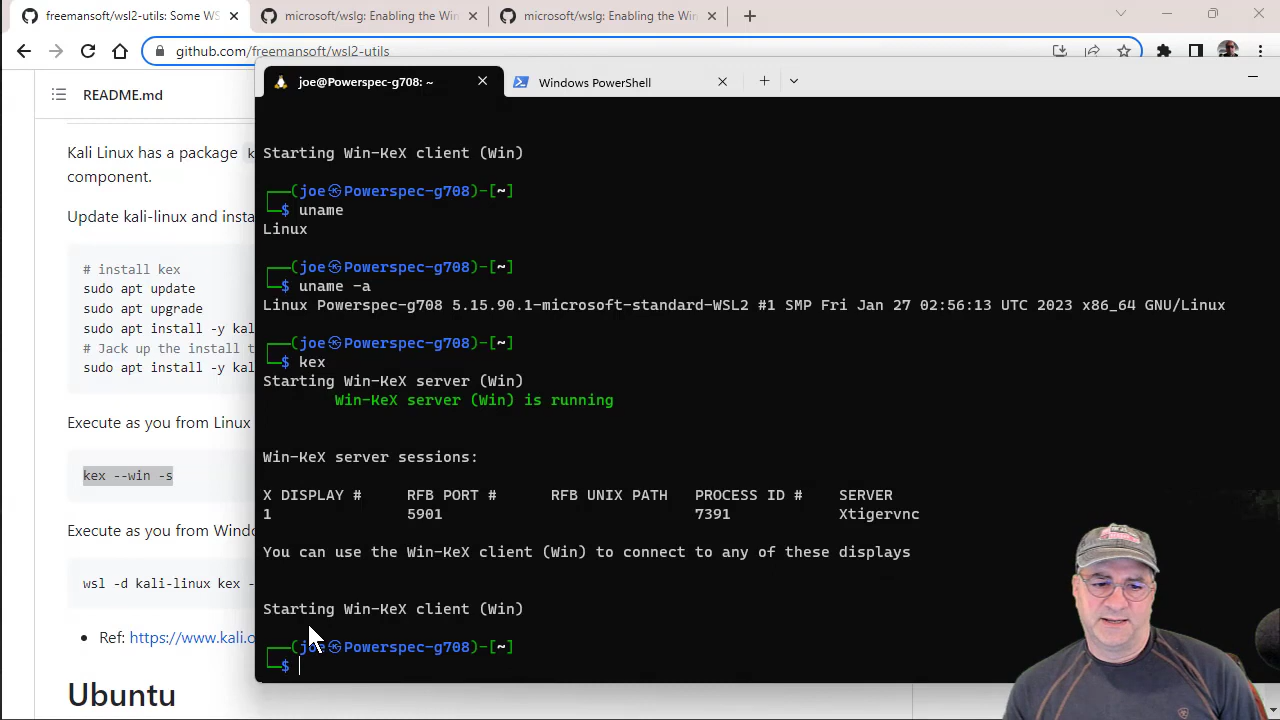 freemansoft/wsl2-utils: Some WS
microsoft/wslg: Enabling the Win
microsoft/wslg: Enabling the Win
github.com/freemansoft/wsl2-utils
README.md
Kali Linux has a package
component.
Update kali-linux and insta
# install kex
sudo apt update
sudo apt upgrade
sudo apt install -y kal
# Jack up the install t
sudo apt install -y kal
Execute as you from Linux
kex --win -s
Execute as you from Windo
wsl -d kali-linux kex -
Ref: https://www.kali.o
Ubuntu
joe@Powerspec-g708: ~
Windows PowerShell
Starting Win-KeX client (Win)
┌──(joe㉿Powerspec-g708)-[~]
└─$ uname
Linux
┌──(joe㉿Powerspec-g708)-[~]
└─$ uname -a
Linux Powerspec-g708 5.15.90.1-microsoft-standard-WSL2 #1 SMP Fri Jan 27 02:56:13 UTC 2023 x86_64 GNU/Linux
┌──(joe㉿Powerspec-g708)-[~]
└─$ kex
Starting Win-KeX server (Win)
Win-KeX server (Win) is running
Win-KeX server sessions:
X DISPLAY # RFB PORT # RFB UNIX PATH PROCESS ID # SERVER
1 5901 7391 Xtigervnc
You can use the Win-KeX client (Win) to connect to any of these displays
Starting Win-KeX client (Win)
┌──(joe㉿Powerspec-g708)-[~]
└─$